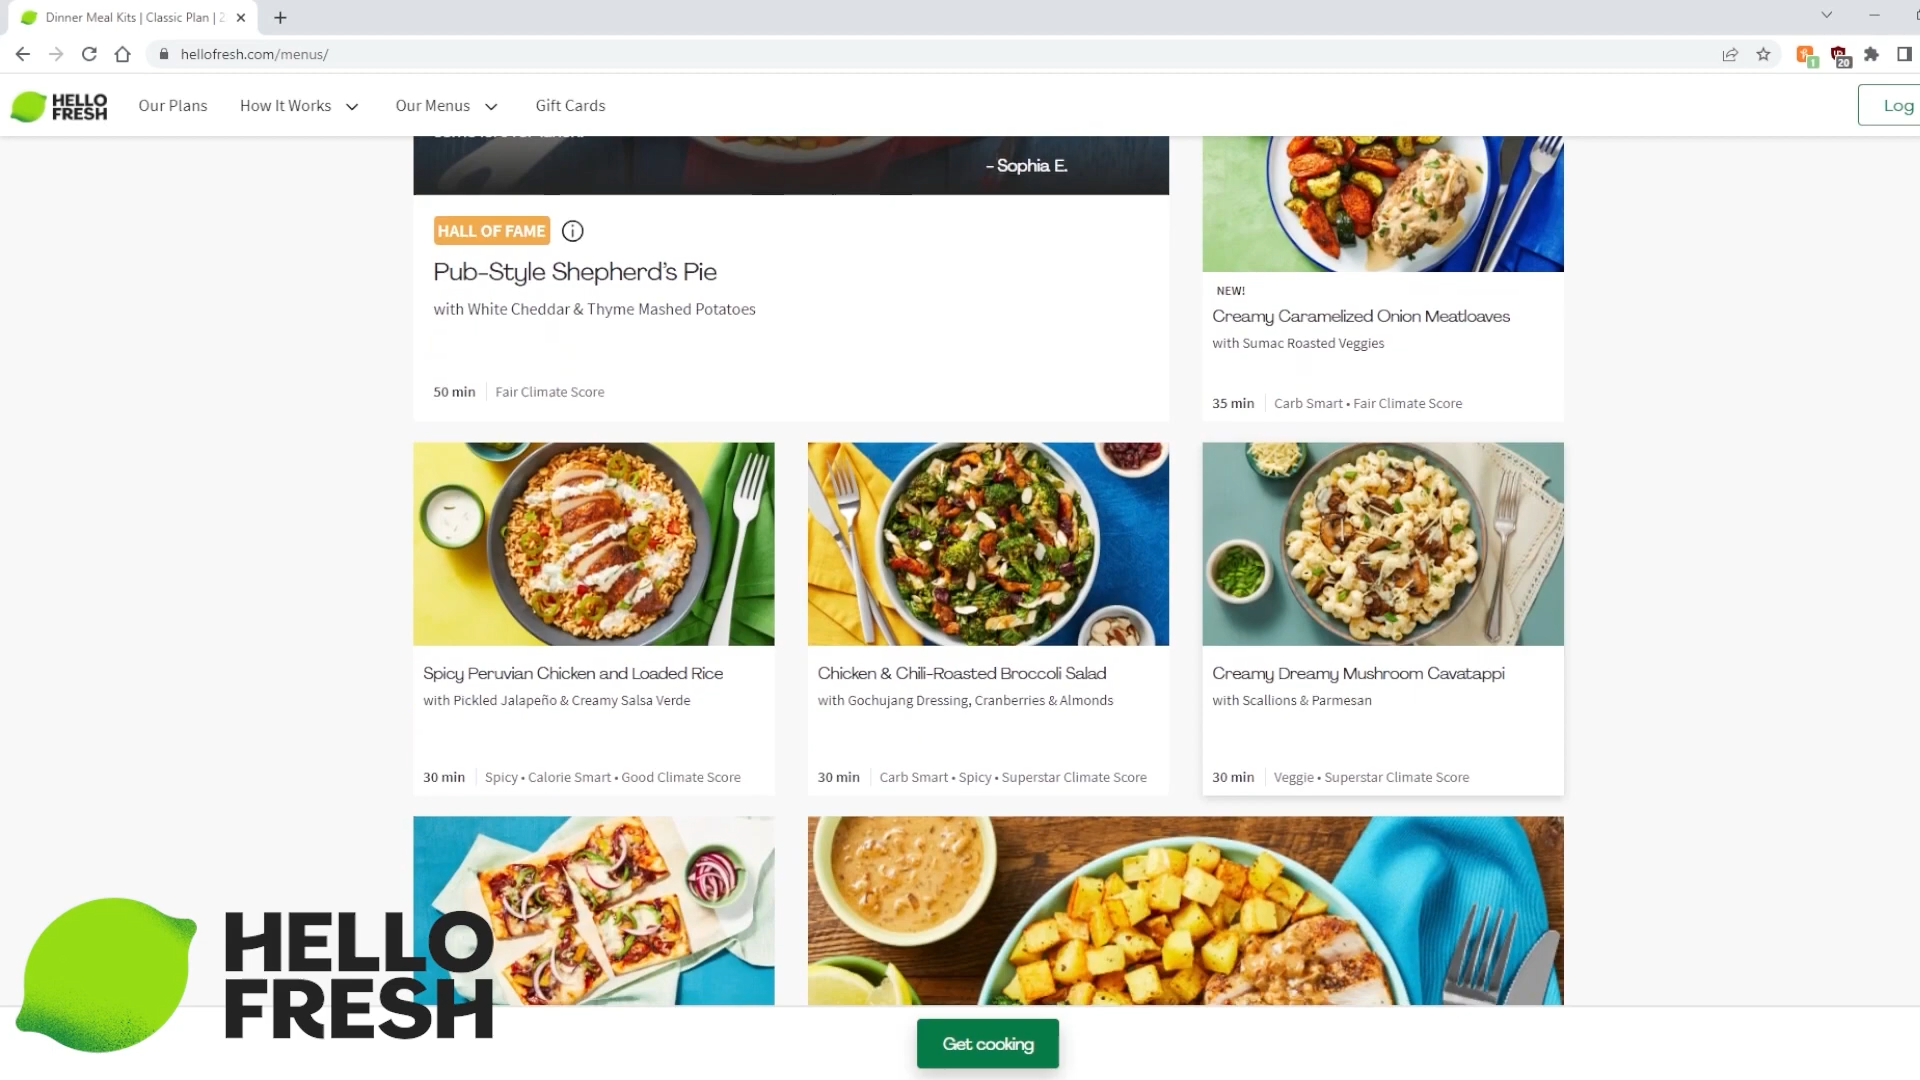 Dinner Meal Kits | Classic Plan | 2
hellofresh.com/menus/
1
20
HELLO
FRESH
Our Plans
How It Works
Our Menus
Gift Cards
Log
- Sophia E.
HALL OF FAME
Pub-Style Shepherd's Pie
with White Cheddar & Thyme Mashed Potatoes
50 min
Fair Climate Score
NEW!
Creamy Caramelized Onion Meatloaves
with Sumac Roasted Veggies
35 min
Carb Smart • Fair Climate Score
Spicy Peruvian Chicken and Loaded Rice
with Pickled Jalapeño & Creamy Salsa Verde
30 min
Spicy • Calorie Smart • Good Climate Score
Chicken & Chili-Roasted Broccoli Salad
with Gochujang Dressing, Cranberries & Almonds
30 min
Carb Smart • Spicy • Superstar Climate Score
Creamy Dreamy Mushroom Cavatappi
with Scallions & Parmesan
30 min
Veggie • Superstar Climate Score
HELLO
FRESH
Get cooking